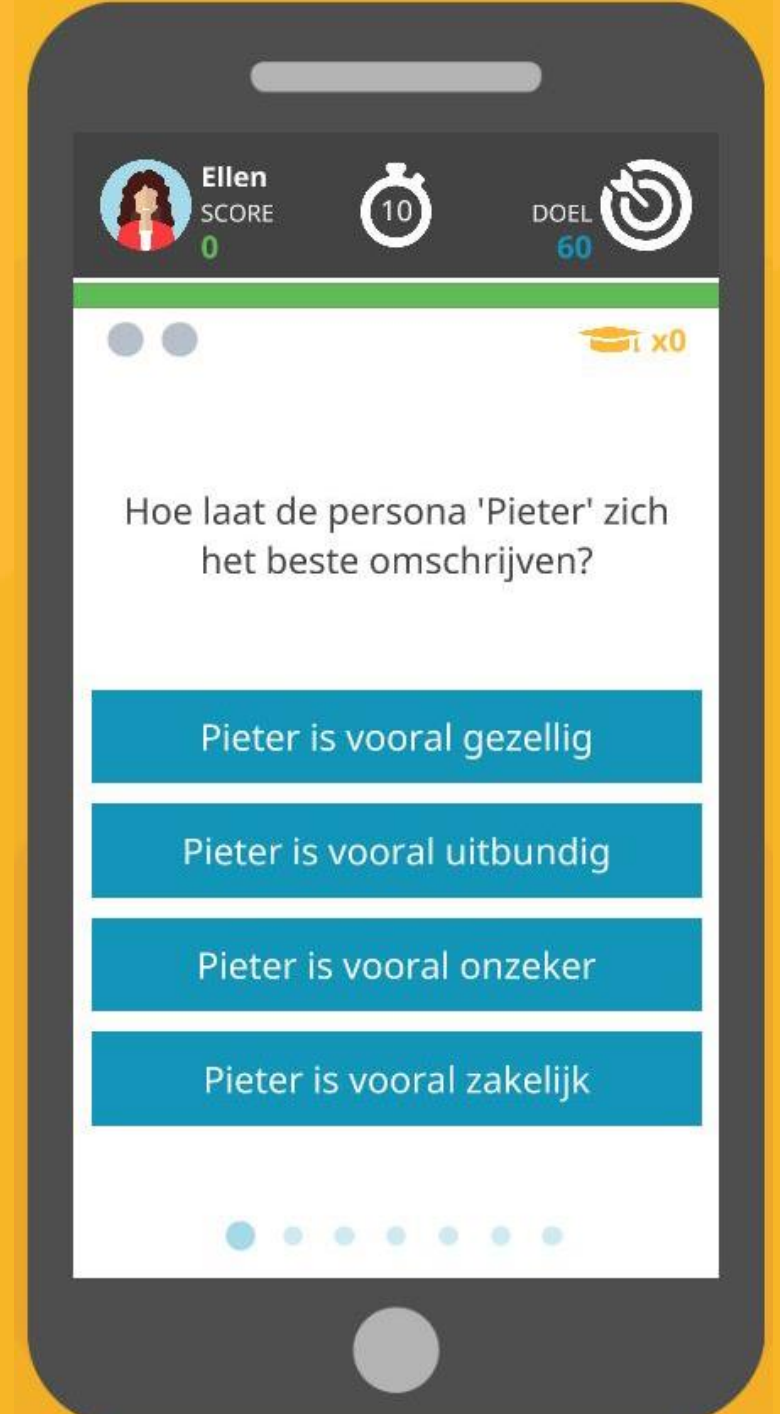 Ellen
SCORE
0
10
DOEL
60
x0
Hoe laat de persona 'Pieter' zich
het beste omschrijven?
Pieter is vooral gezellig
Pieter is vooral uitbundig
Pieter is vooral onzeker
Pieter is vooral zakelijk